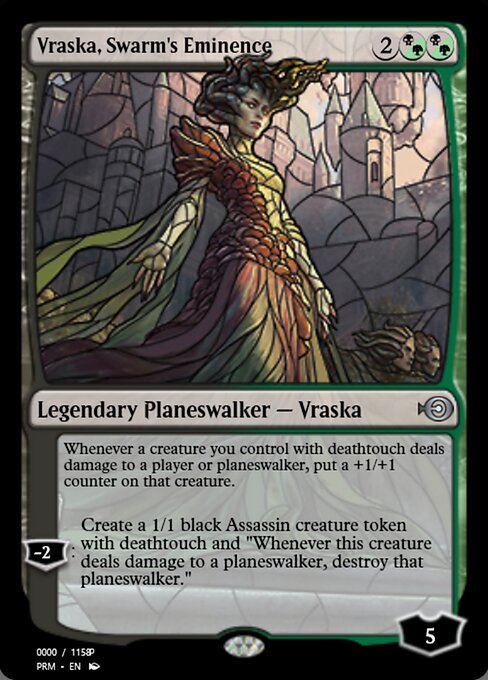 Vraska, Swarm's Eminence 2
Legendary Planeswalker — Vraska
Whenever a creature you control with deathtouch deals
damage to a player or planeswalker, put a +1/+1
counter on that creature.
Create a 1/1 black Assassin creature token
with deathtouch and "Whenever this creature
-2 : deals damage to a planeswalker, destroy that
planeswalker."
5
0000 / 1158P
PRM • EN